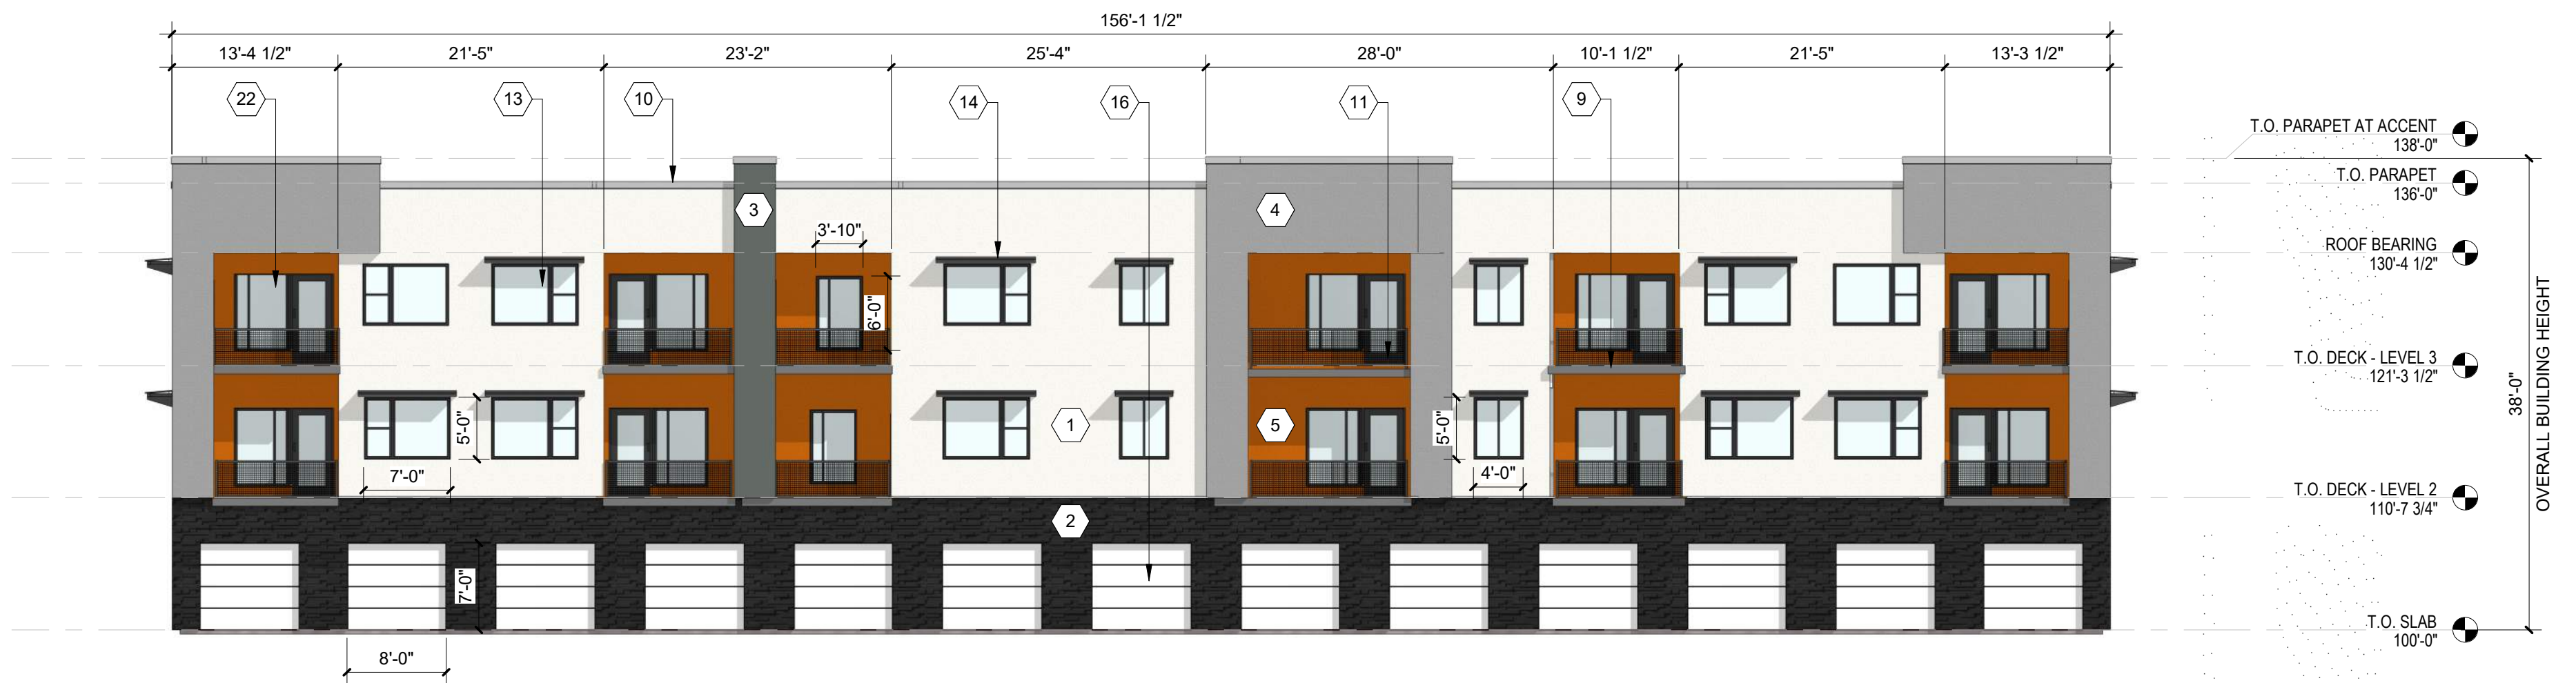 156'-1 1/2"
13'-4 1/2" 21'-5" 23'-2" 25'-4" 28'-0" 10'-1 1/2" 21'-5" 13'-3 1/2"
22 13 10 14 16 11 9
T.O. PARAPET AT ACCENT
138'-0"
T.O. PARAPET
136'-0"
3 4
3'-10"
ROOF BEARING
130'-4 1/2"
6'-0"
T.O. DECK - LEVEL 3
121'-3 1/2"
38'-0"
OVERALL BUILDING HEIGHT
5'-0" 1 5 5'-0"
7'-0" 4'-0"
T.O. DECK - LEVEL 2
110'-7 3/4"
2
7'-0"
T.O. SLAB
100'-0"
8'-0"